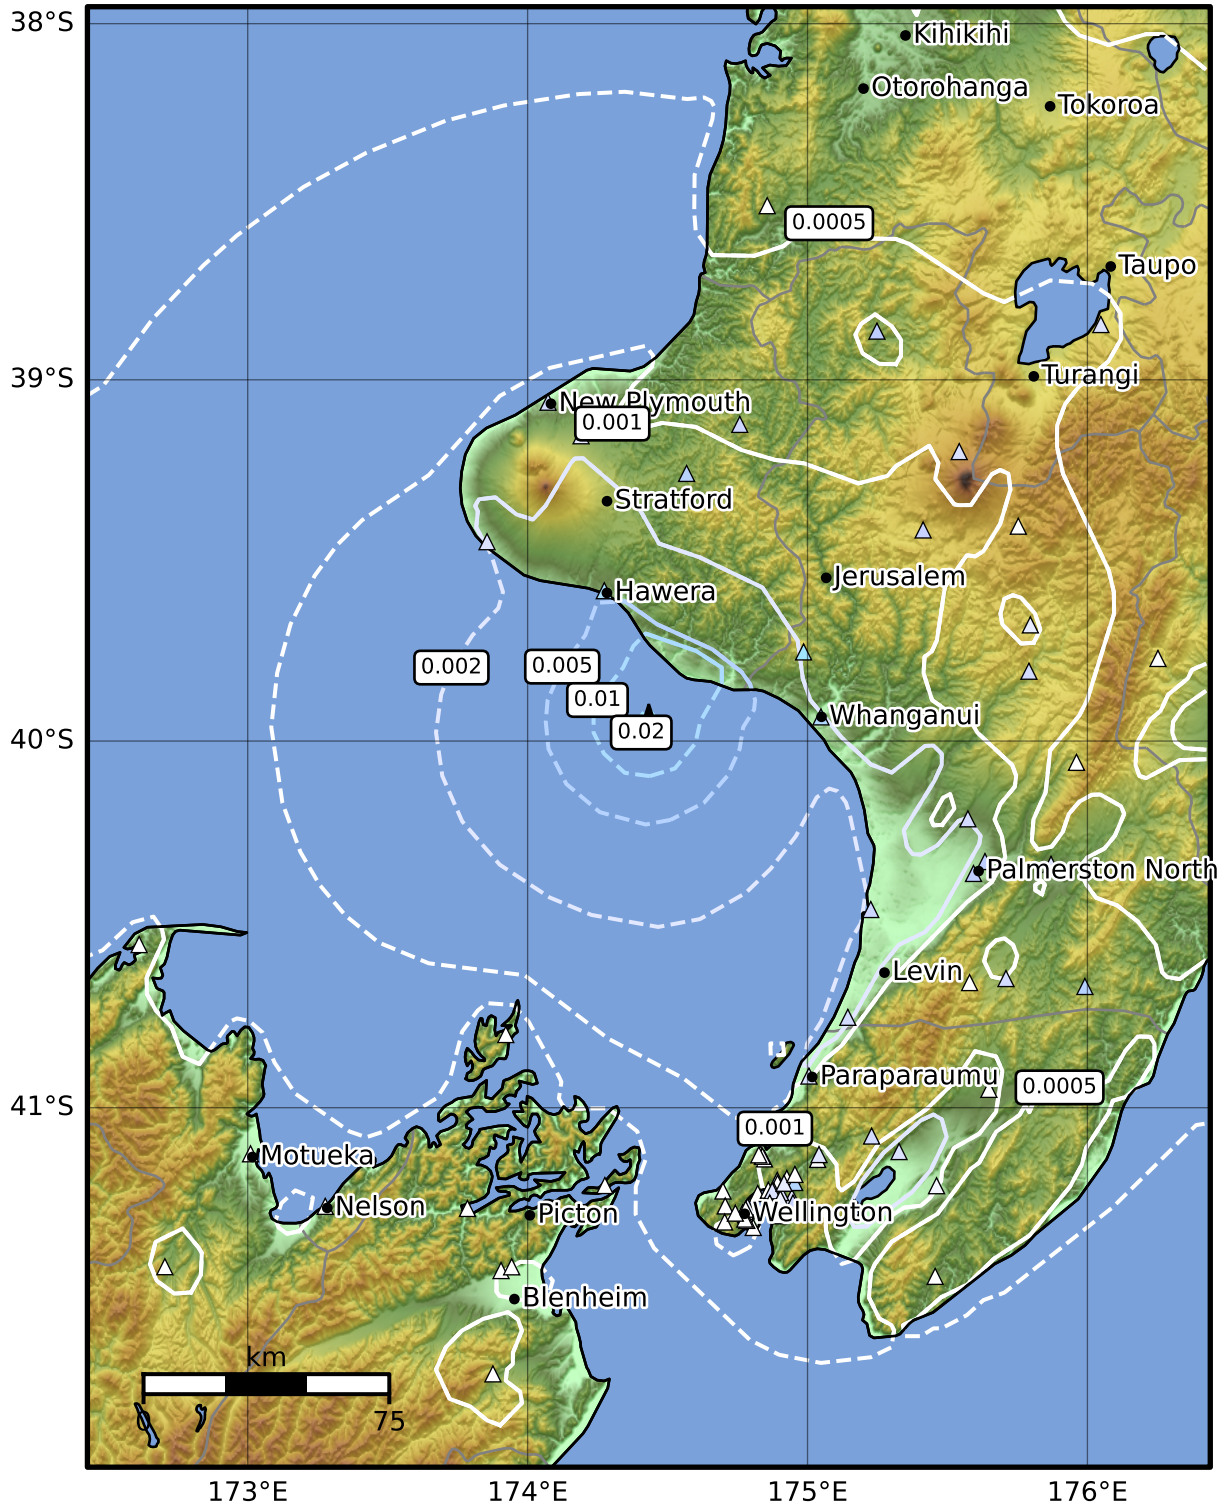 38°S
Kihikihi
Otorohanga
Tokoroa
0.0005
Taupo
39°S
Turangi
New Plymouth
0.001
Stratford
Jerusalem
Hawera
0.002
0.005
0.01
0.02
Whanganui
40°S
Palmerston North
Levin
Paraparaumu
0.0005
41°S
0.001
Motueka
Nelson
Picton
Wellington
Blenheim
km
0
75
173°E
174°E
175°E
176°E